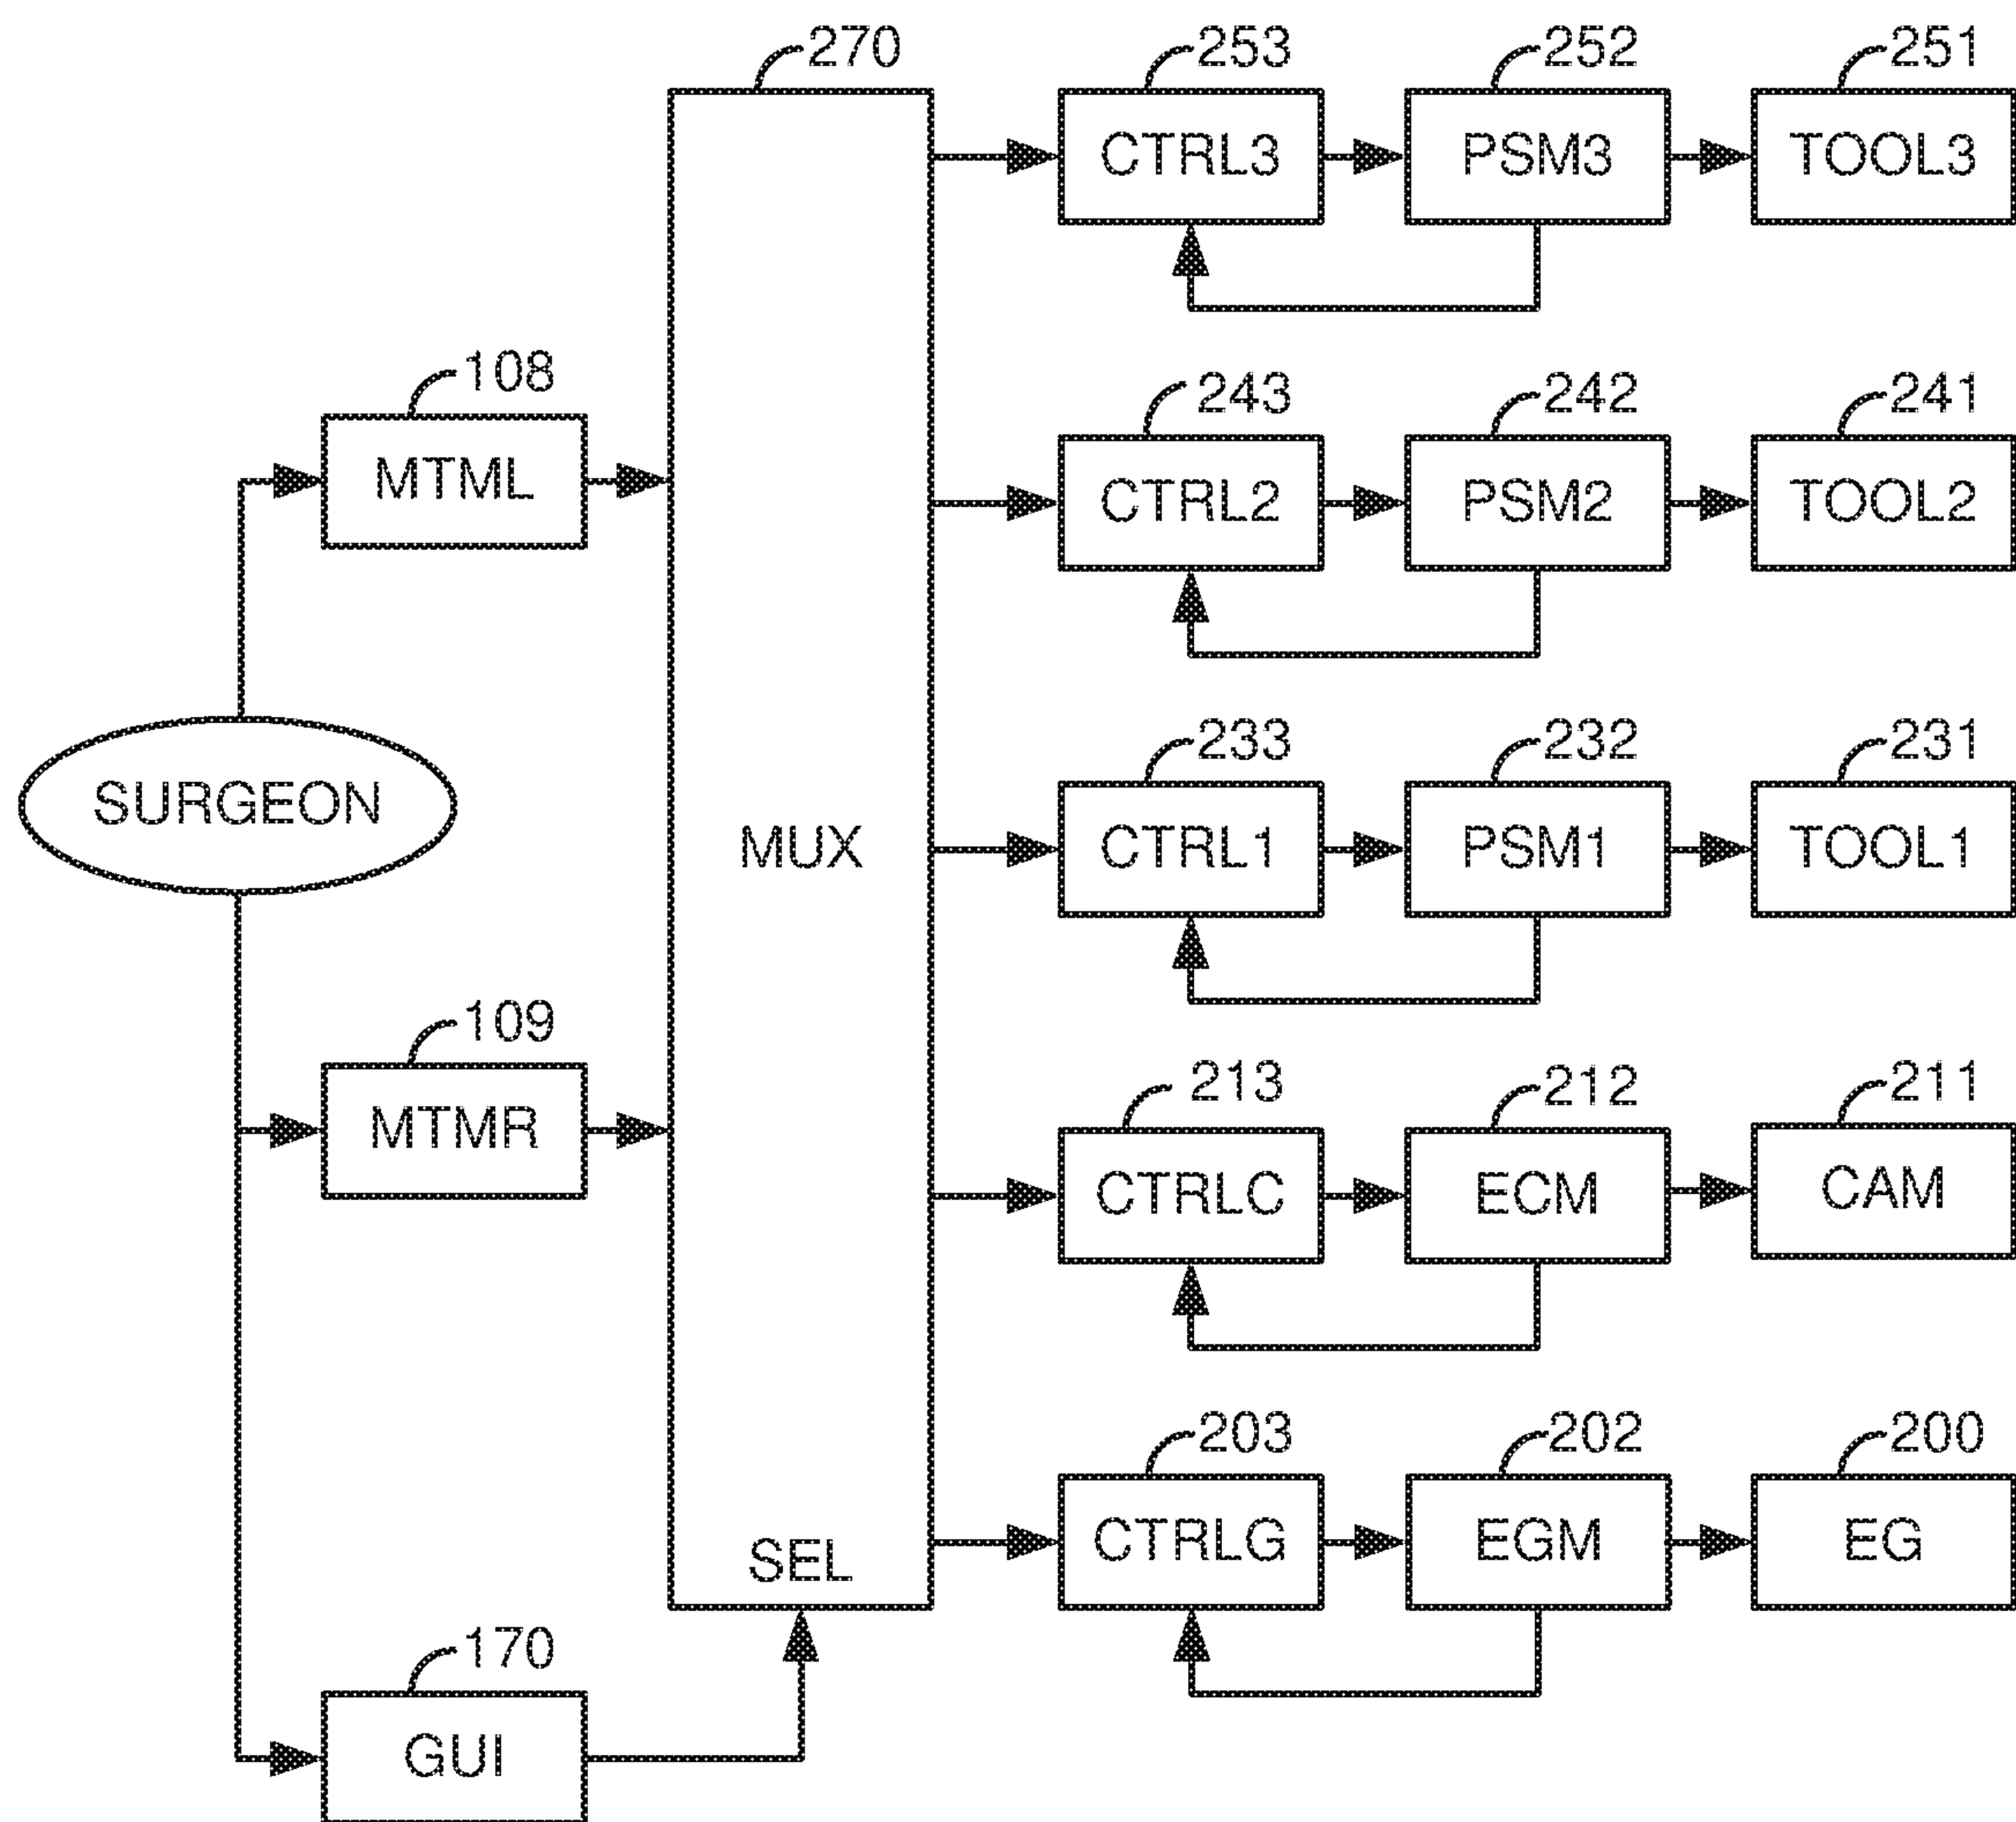 270 253 252 251
CTRL3 PSM3 TOOL3
108 243 242 241
MTML CTRL2 PSM2 TOOL2
233 232 231
SURGEON MUX CTRL1 PSM1 TOOL1
109 213 212 211
MTMR CTRLC ECM CAM
203 202 200
SEL CTRLG EGM EG
170
GUI